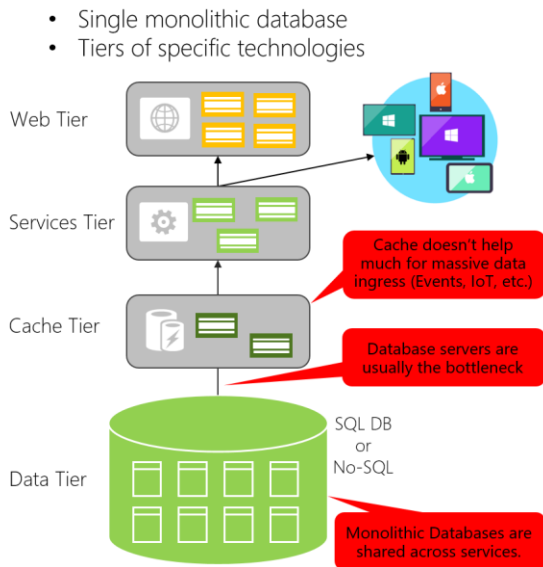 • Single monolithic database
• Tiers of specific technologies
Web Tier
Services Tier
Cache doesn't help
much for massive data
ingress (Events, IoT, etc.)
Cache Tier
Database servers are
usually the bottleneck
SQL DB
or
No-SQL
Data Tier
Monolithic Databases are
shared across services.